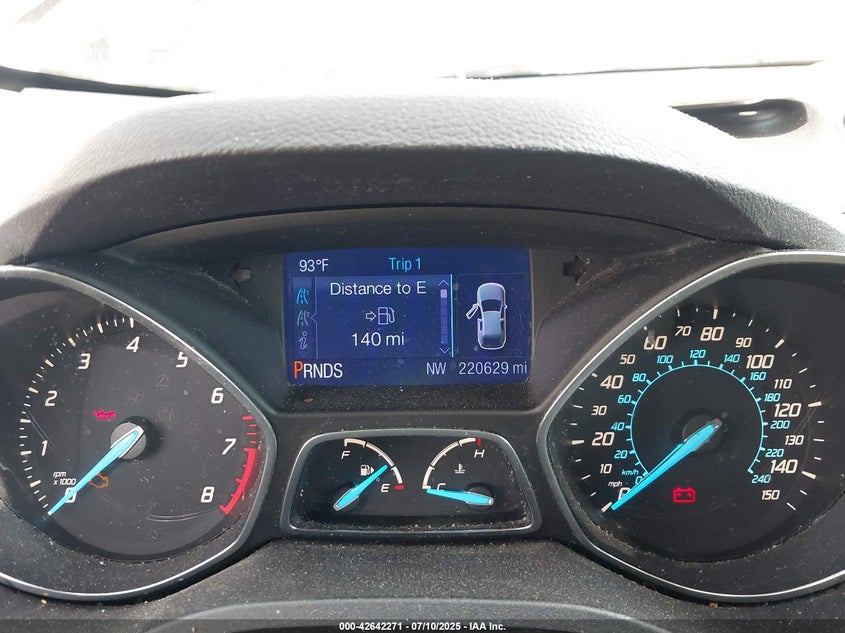 93°F Trip 1
Distance to E
140 mi
PRNDS NW 220629 mi
0 1 2 3 4 5 6 7 8
rpm
x 1000
F E
H C
0 10 20 30 40 50 60 70 80 90 100 110 120 130 140 150
mph
0 20 40 60 80 100 120 140 160 180 200 220 240
km/h
000-42642271 - 07/10/2025 - IAA Inc.